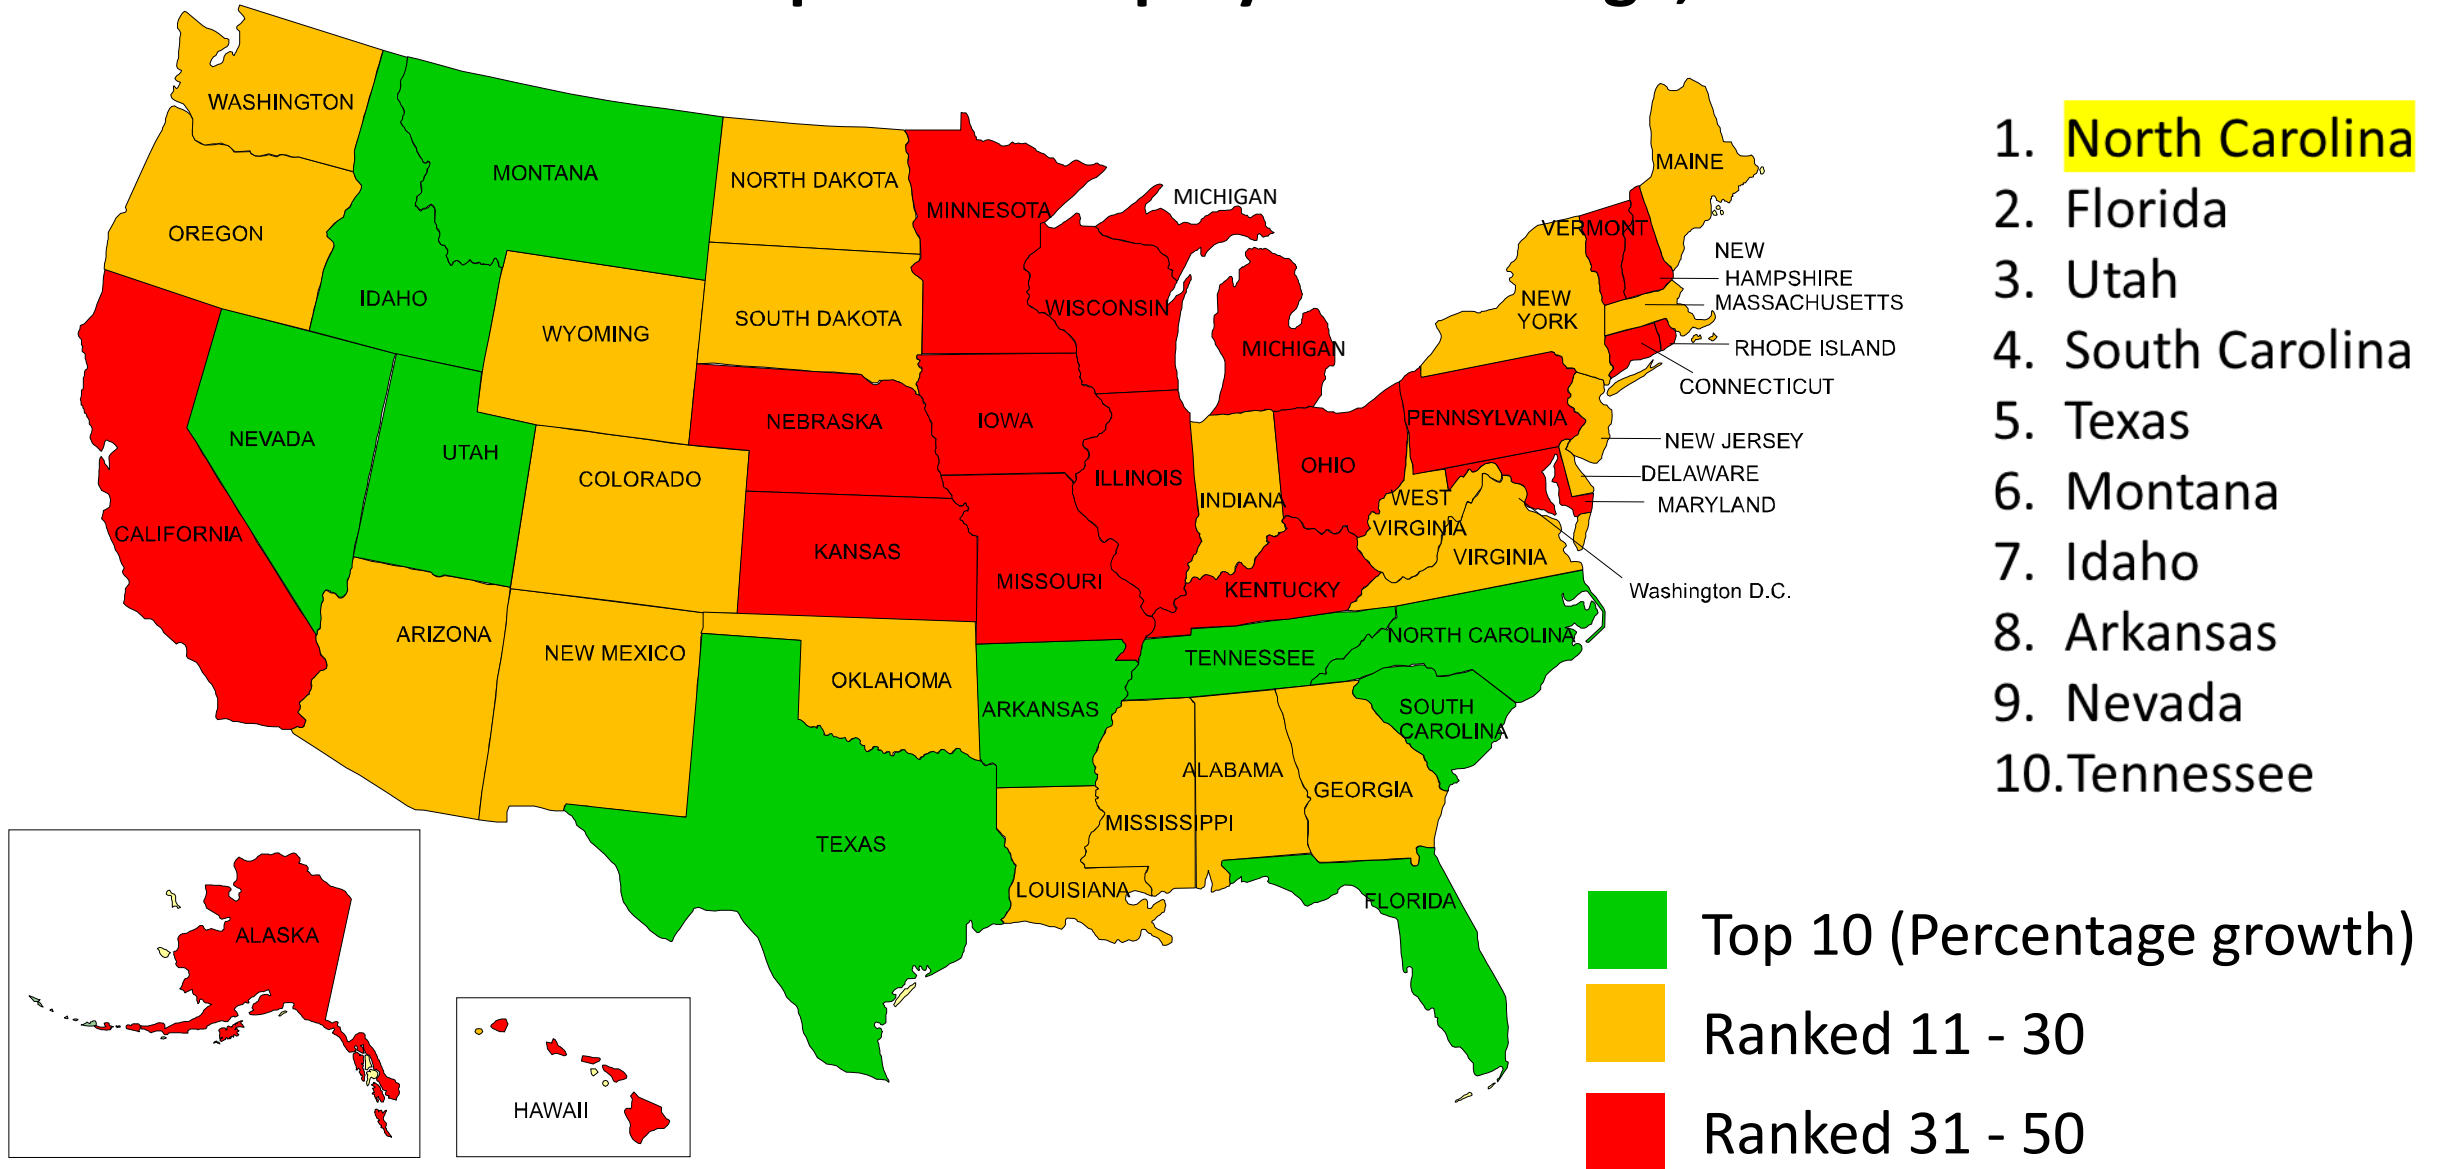 WASHINGTON
OREGON
CALIFORNIA
IDAHO
NEVADA
MONTANA
WYOMING
UTAH
COLORADO
ARIZONA
NEW MEXICO
NORTH DAKOTA
SOUTH DAKOTA
NEBRASKA
KANSAS
OKLAHOMA
TEXAS
MINNESOTA
IOWA
MISSOURI
ARKANSAS
LOUISIANA
WISCONSIN
ILLINOIS
MICHIGAN
MICHIGAN
INDIANA
OHIO
KENTUCKY
TENNESSEE
MISSISSIPPI
ALABAMA
GEORGIA
FLORIDA
SOUTH
CAROLINA
NORTH CAROLINA
VIRGINIA
WEST
VIRGINIA
PENNSYLVANIA
NEW
YORK
VERMONT
MAINE
NEW
HAMPSHIRE
MASSACHUSETTS
RHODE ISLAND
CONNECTICUT
NEW JERSEY
DELAWARE
MARYLAND
Washington D.C.
ALASKA
HAWAII
1. North Carolina
2. Florida
3. Utah
4. South Carolina
5. Texas
6. Montana
7. Idaho
8. Arkansas
9. Nevada
10.Tennessee
Top 10 (Percentage growth)
Ranked 11 - 30
Ranked 31 - 50